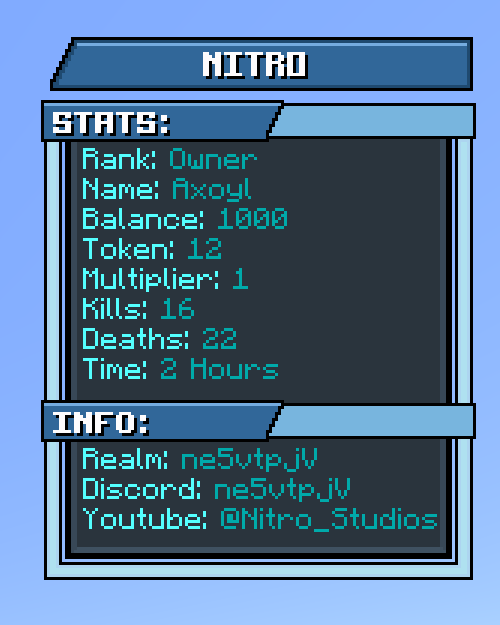 NITRO
STATS:
Rank: Owner
Name: Axoyl
Balance: 1000
Token: 12
Multiplier: 1
Kills: 16
Deaths: 22
Time: 2 Hours
INFO:
Realm: ne5vtpjV
Discord: ne5vtpjV
Youtube: @Nitro_Studios